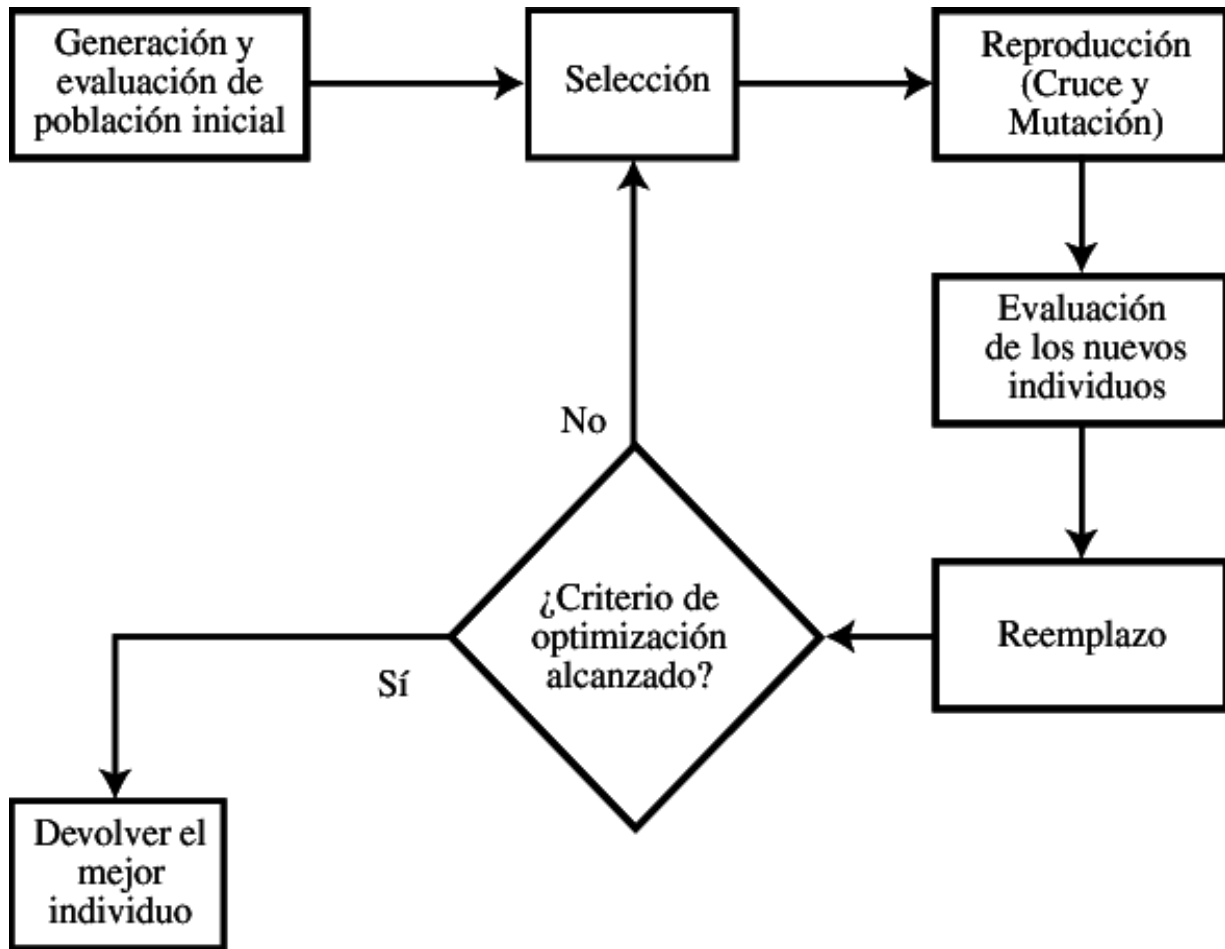 Generación y
evaluación de
población inicial
Selección
Reproducción
(Cruce y
Mutación)
Evaluación
de los nuevos
individuos
Reemplazo
¿Criterio de
optimización
alcanzado?
No
Sí
Devolver el
mejor
individuo